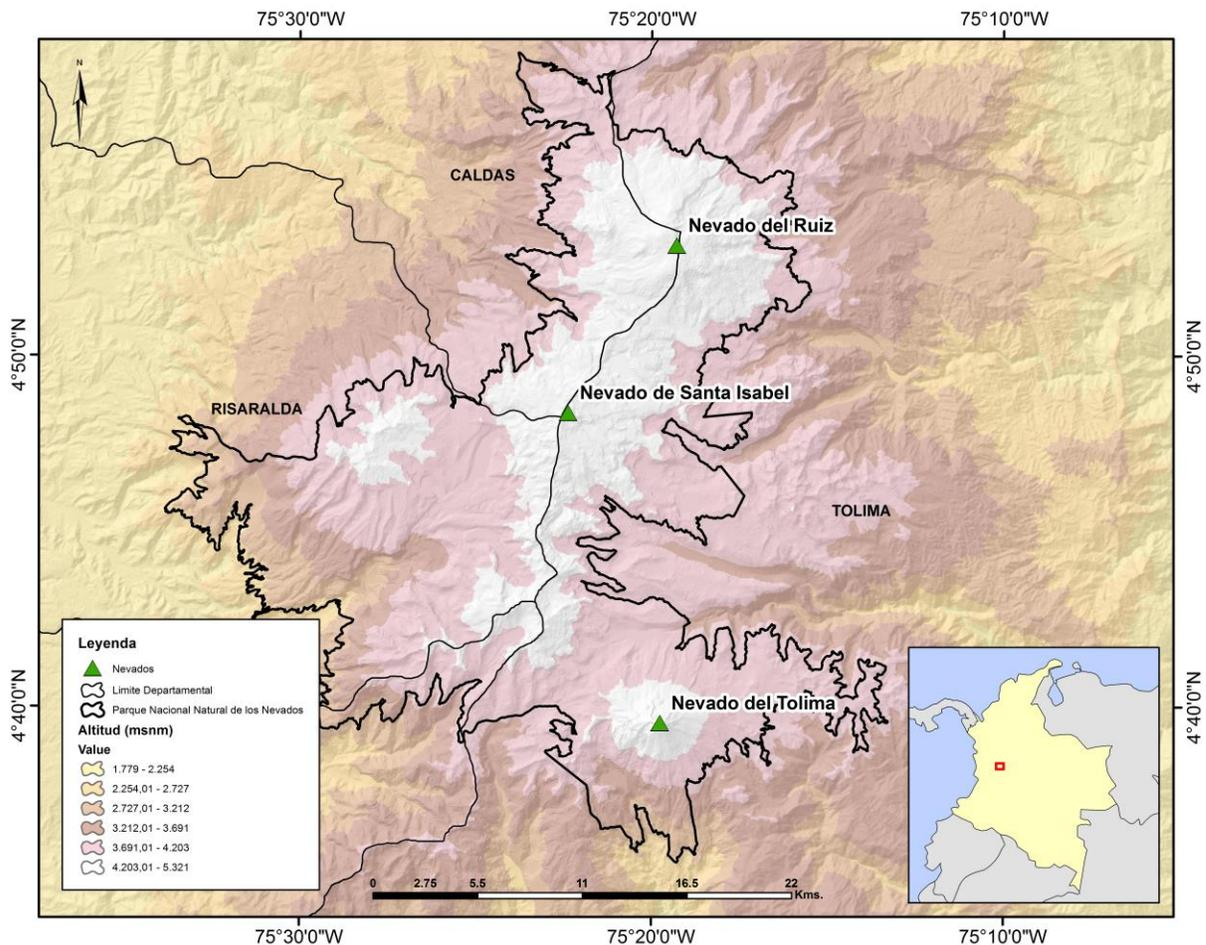 75°30'0"W
75°20'0"W
75°10'0"W
N
CALDAS
Nevado del Ruiz
4°50'0"N
4°50'0"N
Nevado de Santa Isabel
RISARALDA
TOLIMA
Leyenda
Nevados
Limite Departamental
Parque Nacional Natural de los Nevados
Altitud (msnm)
Value
1.779 - 2.254
2.254,01 - 2.727
2.727,01 - 3.212
3.212,01 - 3.691
3.691,01 - 4.203
4.203,01 - 5.321
4°40'0"N
4°40'0"N
Nevado del Tolima
0 2.75 5.5 11 16.5 22
Kms.
75°30'0"W
75°20'0"W
75°10'0"W